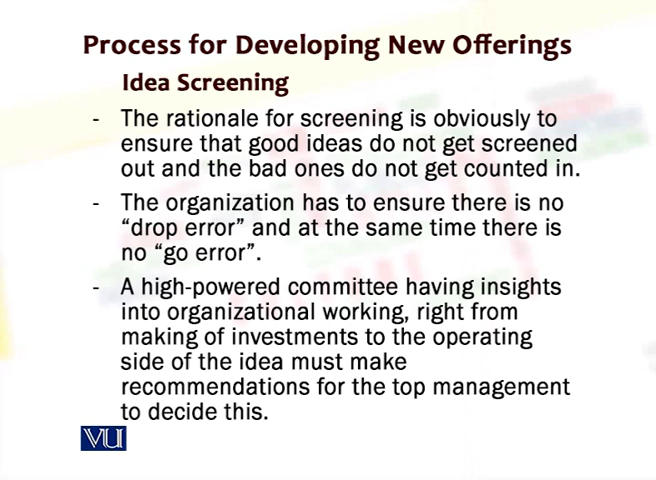 Process for Developing New Offerings
Idea Screening
- The rationale for screening is obviously to
ensure that good ideas do not get screened
out and the bad ones do not get counted in.
- The organization has to ensure there is no
“drop error” and at the same time there is
no “go error”.
- A high-powered committee having insights
into organizational working, right from
making of investments to the operating
side of the idea must make
recommendations for the top management
to decide this.
VU